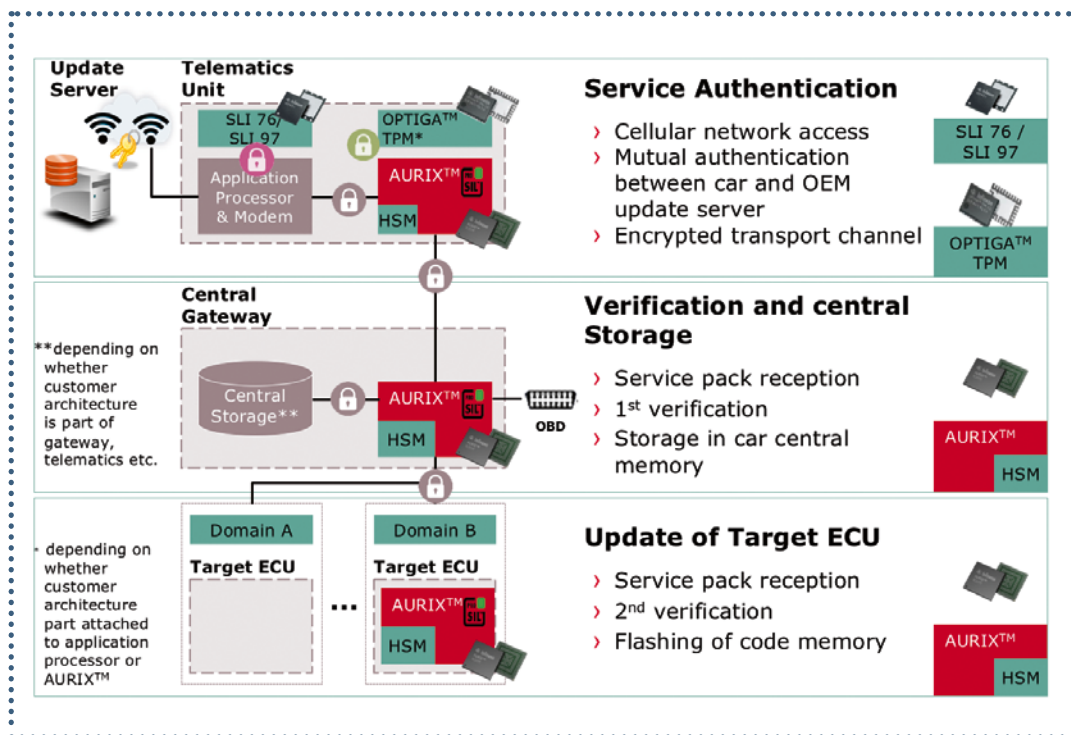 Update
Server
Telematics
Unit
SLI 76/
SLI 97
OPTIGA™
TPM*
Application
Processor
& Modem
AURIX™
SIL
HSM
Service Authentication
› Cellular network access
› Mutual authentication
between car and OEM
update server
› Encrypted transport channel
SLI 76 /
SLI 97
OPTIGA™
TPM
Central
Gateway
**depending on
whether
customer
architecture
is part of
gateway,
telematics etc.
Central
Storage**
AURIX™
SIL
HSM
OBD
Verification and central
Storage
› Service pack reception
› 1st verification
› Storage in car central
memory
AURIX™
HSM
* depending on
whether
customer
architecture
part attached
to application
processor or
AURIX™
Domain A
Target ECU
...
Domain B
Target ECU
AURIX™
SIL
HSM
Update of Target ECU
› Service pack reception
› 2nd verification
› Flashing of code memory
AURIX™
HSM